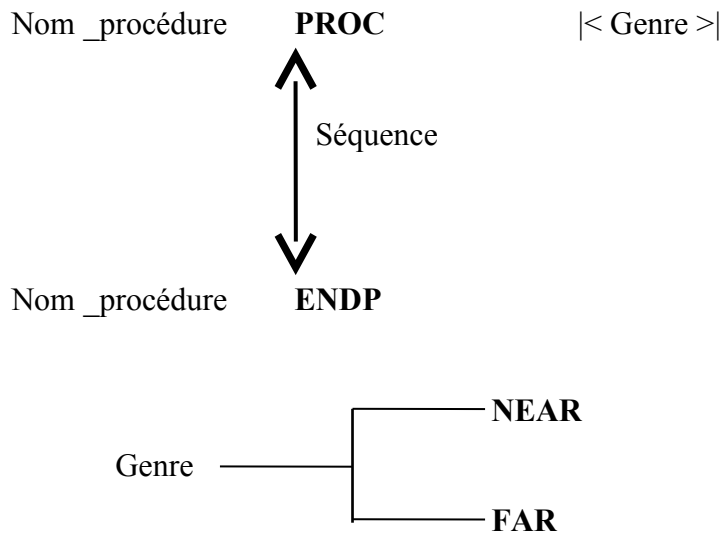 Nom _procédure PROC |< Genre >|
Séquence
Nom _procédure ENDP
NEAR
Genre
FAR